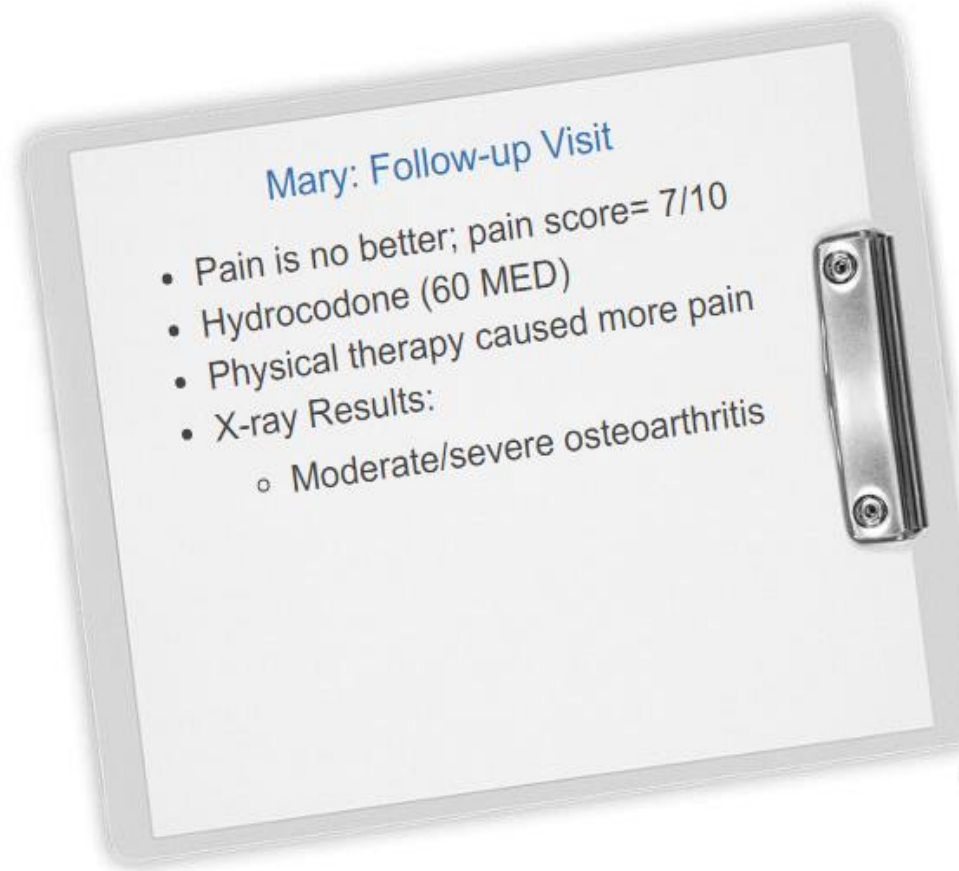 Mary: Follow-up Visit
• Pain is no better; pain score= 7/10
• Hydrocodone (60 MED)
• Physical therapy caused more pain
• X-ray Results:
o Moderate/severe osteoarthritis